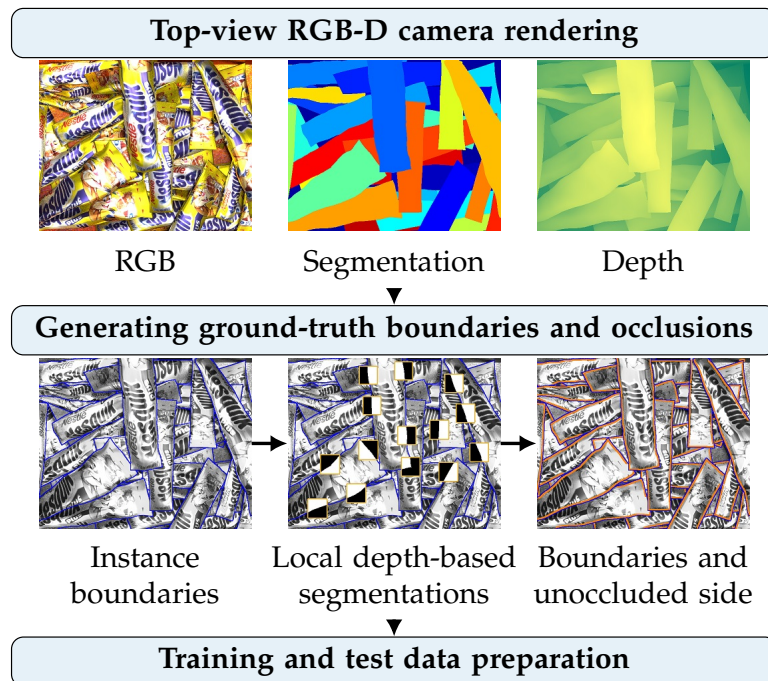 Top-view RGB-D camera rendering
RGB Segmentation Depth
Generating ground-truth boundaries and occlusions
Instance boundaries
Local depth-based segmentations
Boundaries and unoccluded side
Training and test data preparation